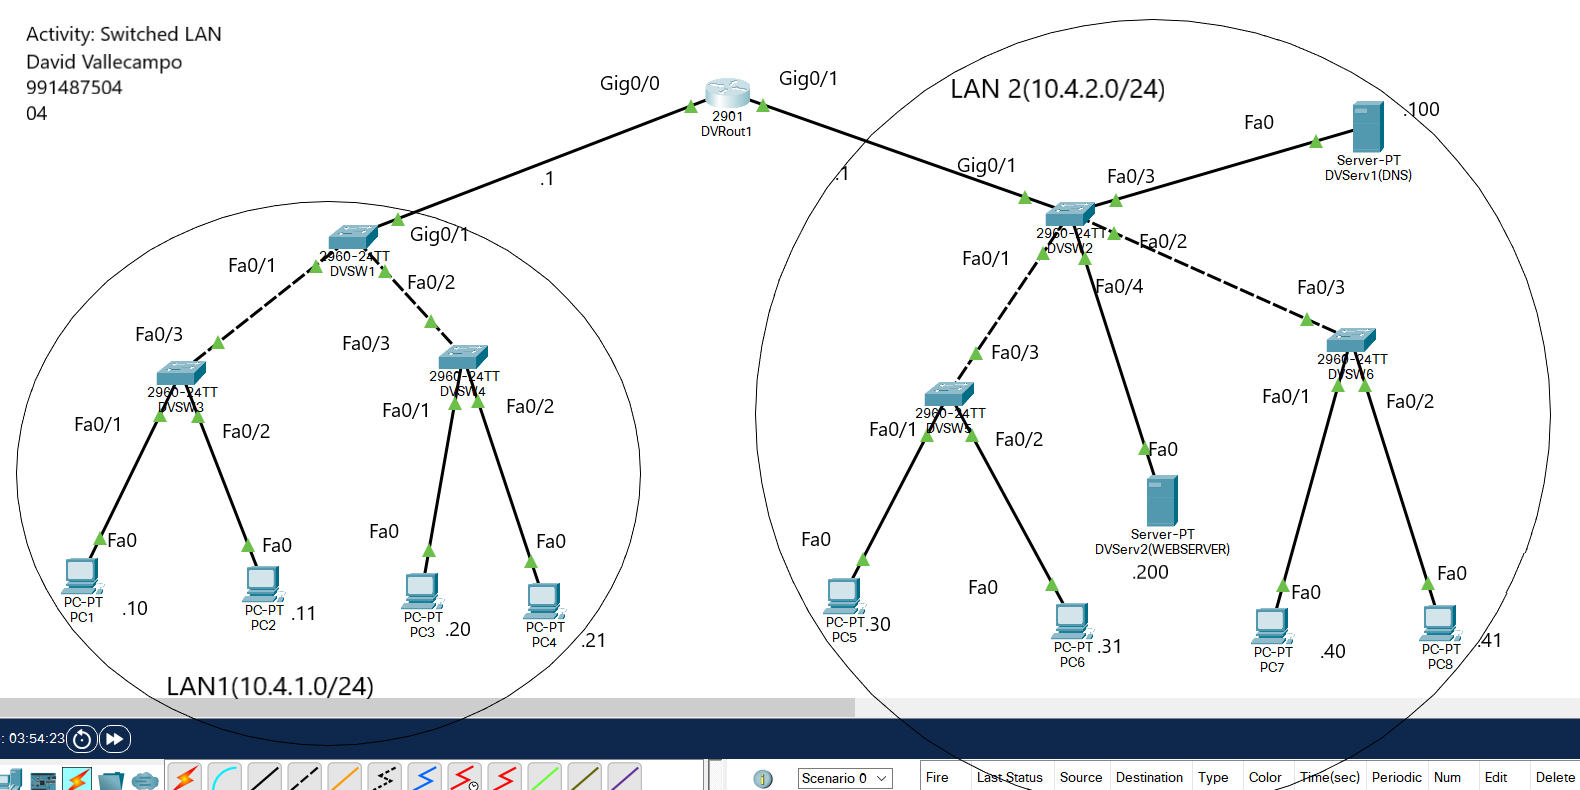 Activity: Switched LAN
David Vallecampo
991487504
04
Gig0/0
Gig0/1
2901
DVRout1
LAN 2(10.4.2.0/24)
.100
Fa0
Server-PT
DVServ1(DNS)
.1
.1
Gig0/1
Fa0/3
Gig0/1
2960-24TT
DVSW1
2960-24TT
DVSW2
Fa0/2
Fa0/1
Fa0/2
Fa0/1
Fa0/4
Fa0/3
Fa0/3
Fa0/3
Fa0/3
2960-24TT
DVSW3
2960-24TT
DVSW4
2960-24TT
DVSW5
2960-24TT
DVSW6
Fa0/1
Fa0/2
Fa0/1
Fa0/2
Fa0/1
Fa0/2
Fa0/1
Fa0/2
Fa0
Server-PT
DVServ2(WEBSERVER)
.200
Fa0
Fa0
Fa0
Fa0
Fa0
Fa0
Fa0
Fa0
PC-PT
PC1
.10
PC-PT
PC2
.11
PC-PT
PC3
.20
PC-PT
PC4
.21
PC-PT
PC5
.30
PC-PT
PC6
.31
PC-PT
PC7
.40
PC-PT
PC8
.41
LAN1(10.4.1.0/24)
: 03:54:23
Scenario 0
Fire Last Status Source Destination Type Color Time(sec) Periodic Num Edit Delete